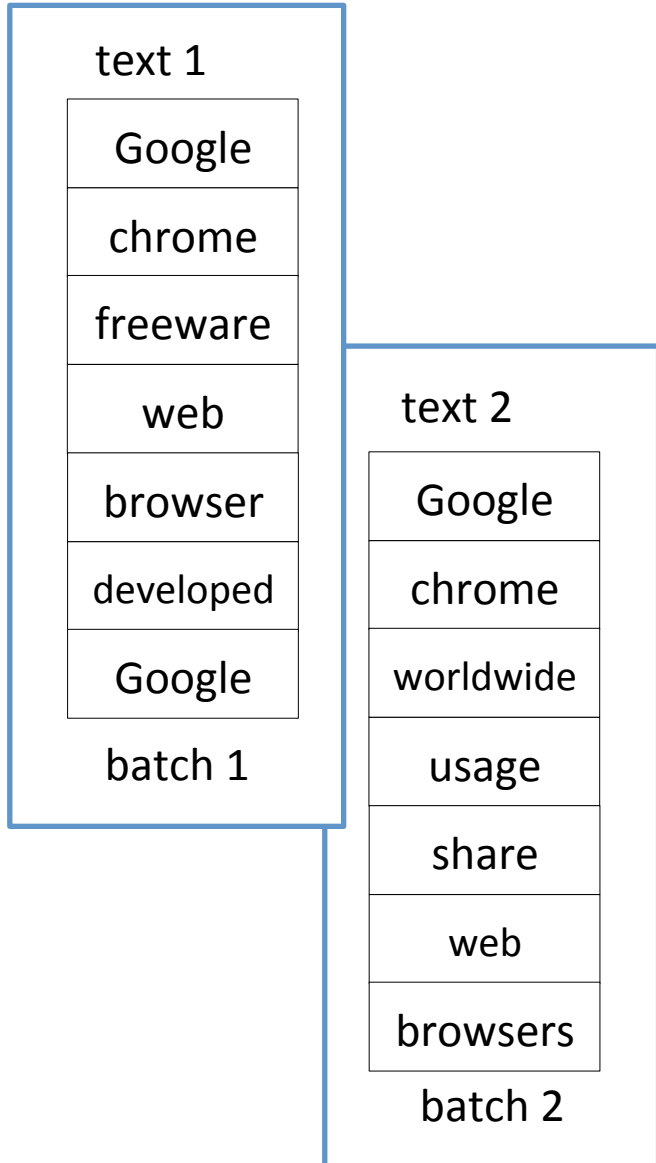 text 1
Google
chrome
freeware
web
browser
developed
Google
batch 1
text 2
Google
chrome
worldwide
usage
share
web
browsers
batch 2